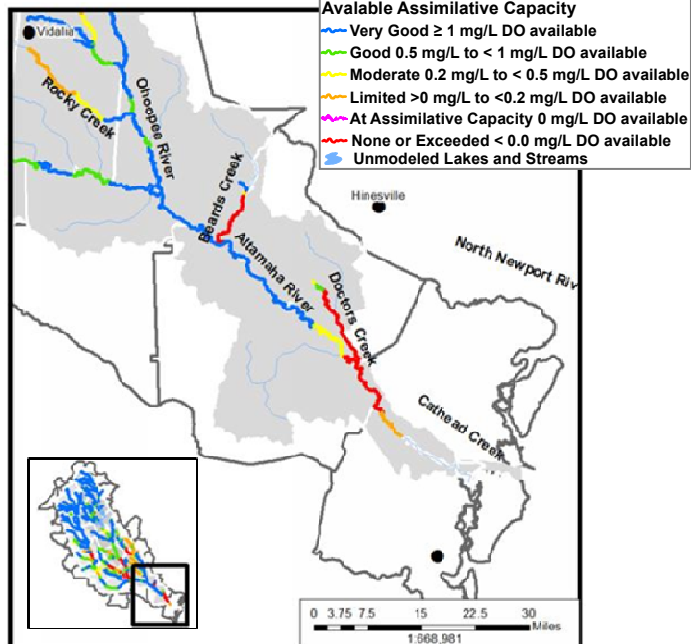 Avalable Assimilative Capacity
Very Good ≥ 1 mg/L DO available
Good 0.5 mg/L to < 1 mg/L DO available
Moderate 0.2 mg/L to < 0.5 mg/L DO available
Limited >0 mg/L to <0.2 mg/L DO available
At Assimilative Capacity 0 mg/L DO available
None or Exceeded < 0.0 mg/L DO available
Unmodeled Lakes and Streams
Vidalia
Rocky Creek
Ohoopee River
Beards Creek
Hinesville
Altamaha River
North Newport Riv
Doctors Creek
Cathead Creek
0 3.75 7.5 15 22.5 30
Miles
1:668,981